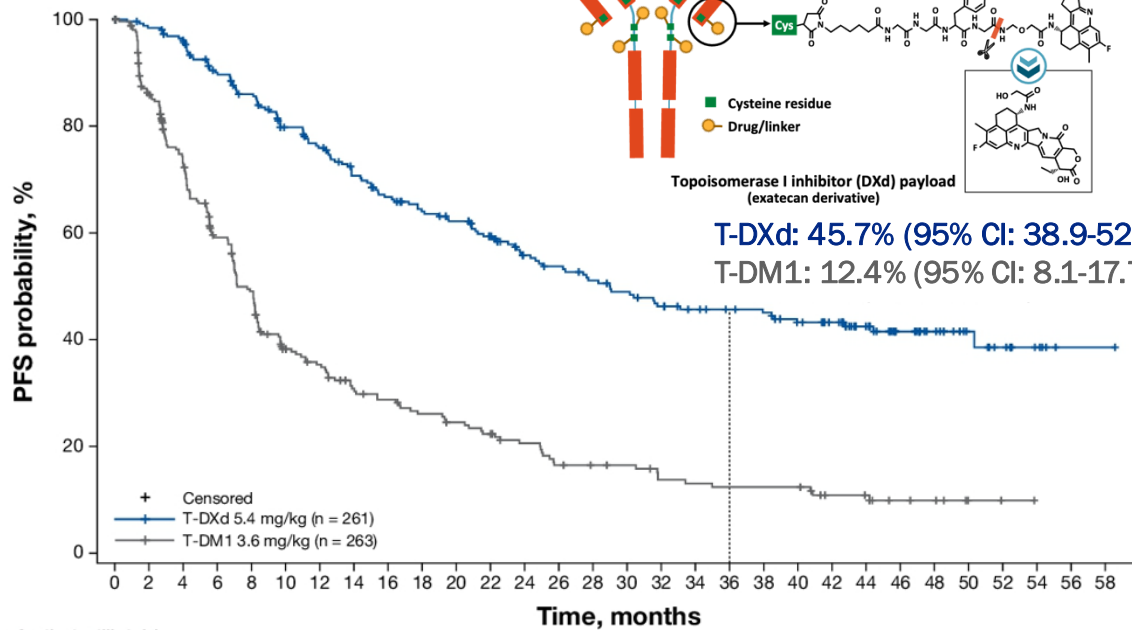 Cys
Cysteine residue
Drug/linker
Topoisomerase I inhibitor (DXd) payload
(exatecan derivative)
T-DXd: 45.7% (95% CI: 38.9-52
T-DM1: 12.4% (95% CI: 8.1-17.
PFS probability, %
100
80
60
40
20
0
Censored
T-DXd 5.4 mg/kg (n = 261)
T-DM1 3.6 mg/kg (n = 263)
0 2 4 6 8 10 12 14 16 18 20 22 24 26 28 30 32 34 36 38 40 42 44 46 48 50 52 54 56 58
Time, months